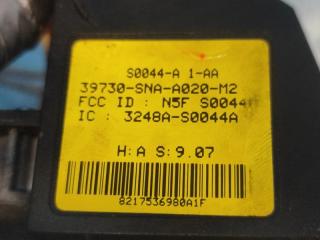 S0044-A 1-AA
39730-SNA-A020-M2
FCC ID : N5F S0044
IC : 3248A-S0044A
H:A S:9.07
8217536980A1F